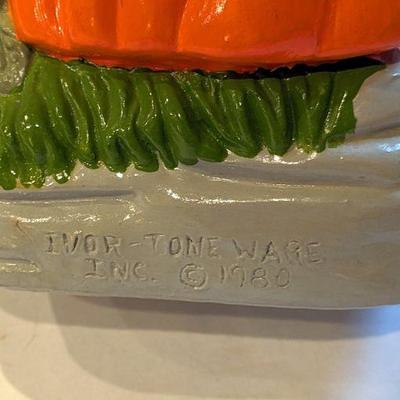 IVOR-TONE WARE
INC. © 1980